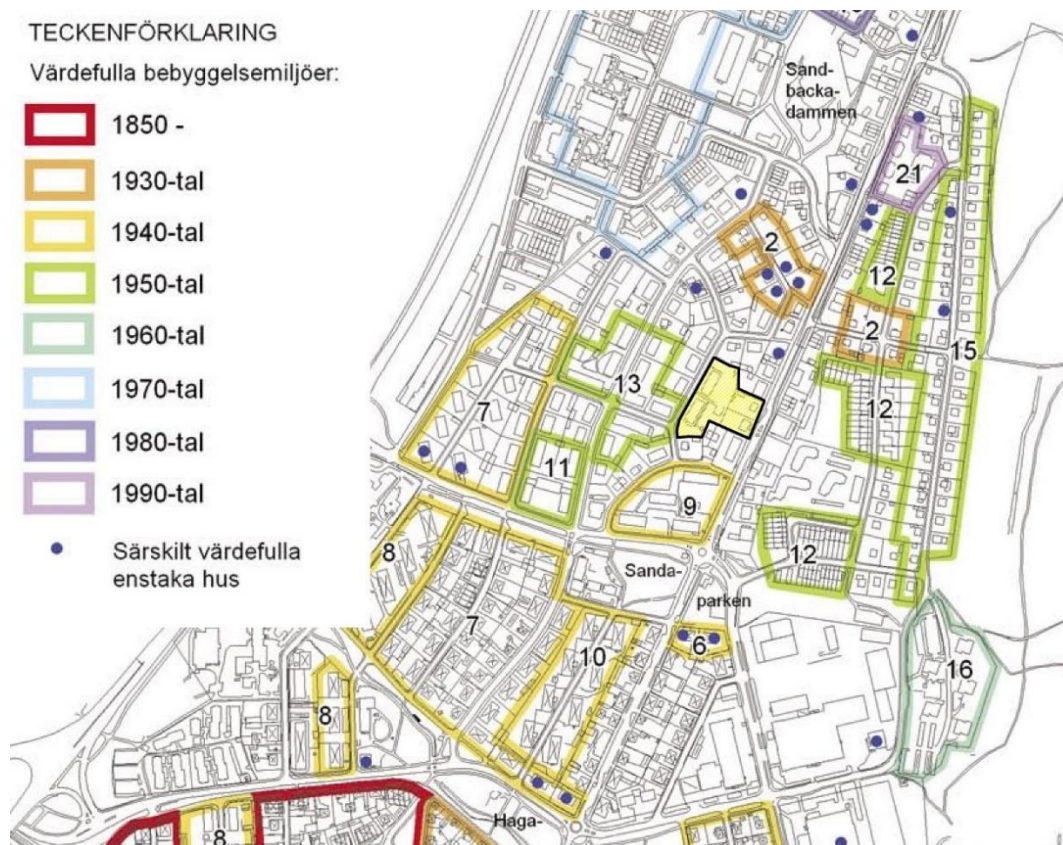 TECKENFÖRKLARING
Värdefulla bebyggelsemiljöer:
1850 -
1930-tal
1940-tal
1950-tal
1960-tal
1970-tal
1980-tal
1990-tal
Särskilt värdefulla
enstaka hus
Sand-
backa-
dammen
21
2
12
2
15
13
7
12
11
9
8
12
Sanda-
parken
7
6
10
16
8
Haga-
8